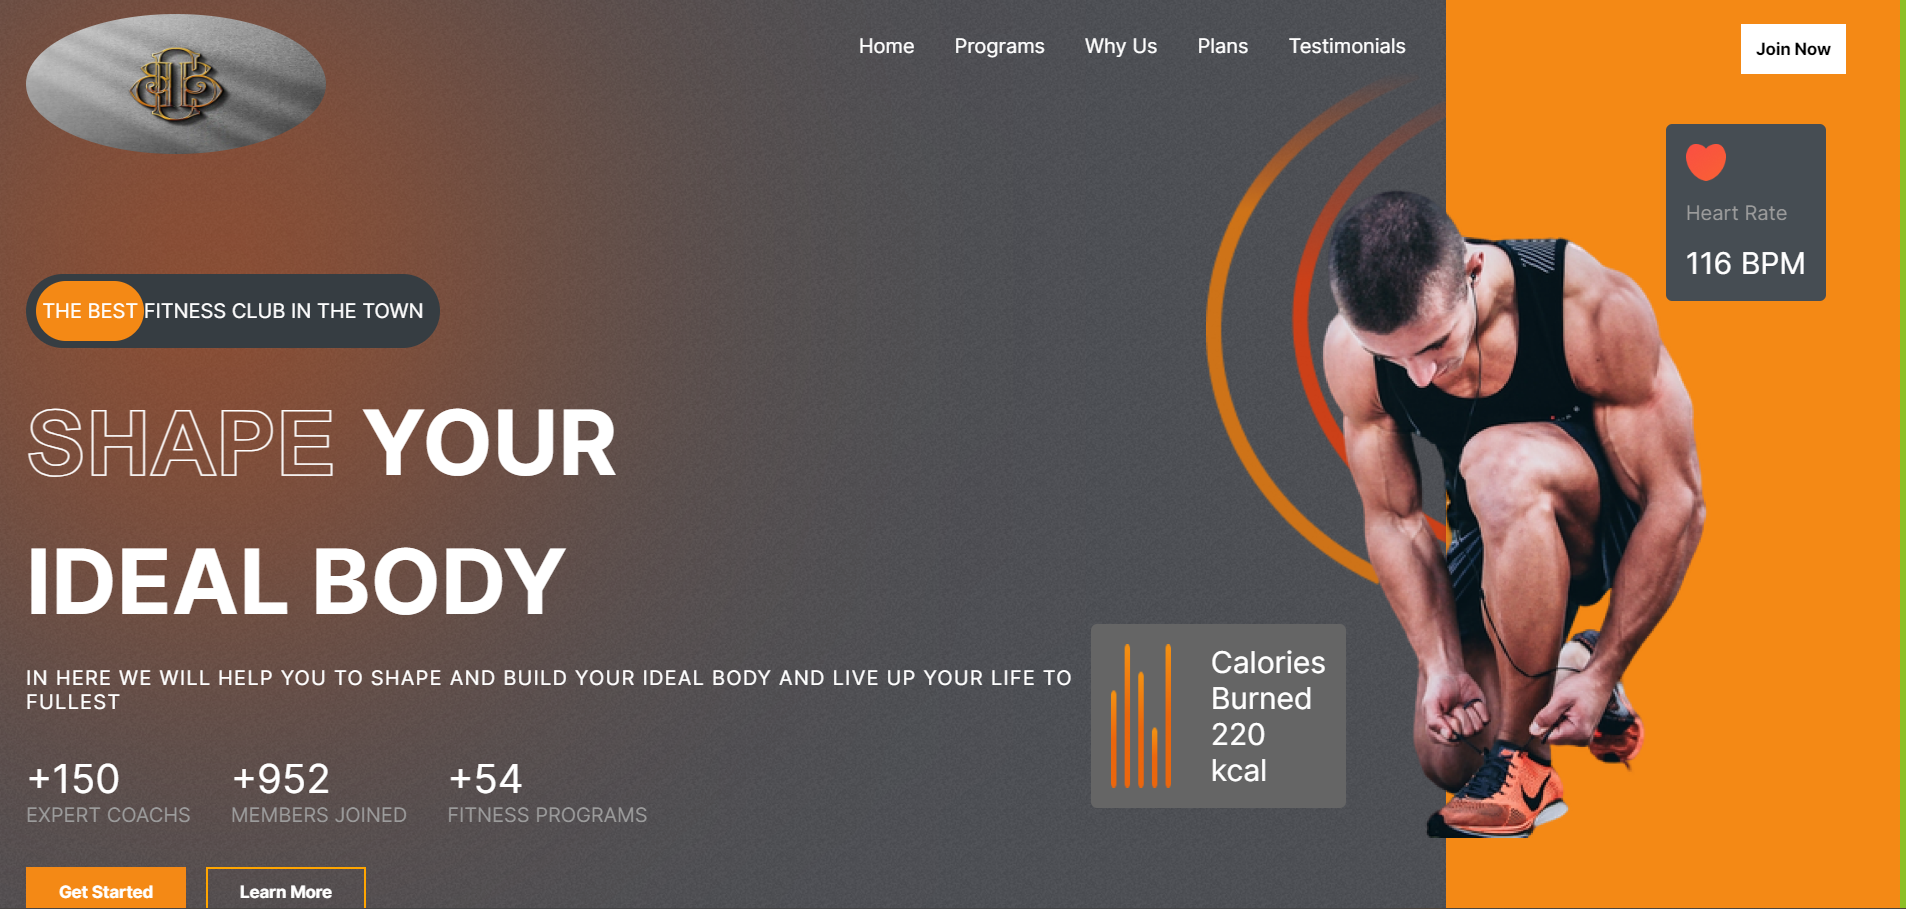 Home Programs Why Us Plans Testimonials
Join Now
Heart Rate
116 BPM
THE BEST FITNESS CLUB IN THE TOWN
SHAPE YOUR
IDEAL BODY
IN HERE WE WILL HELP YOU TO SHAPE AND BUILD YOUR IDEAL BODY AND LIVE UP YOUR LIFE TO
FULLEST
Calories
Burned
220
kcal
+150 +952 +54
EXPERT COACHS MEMBERS JOINED FITNESS PROGRAMS
Get Started Learn More